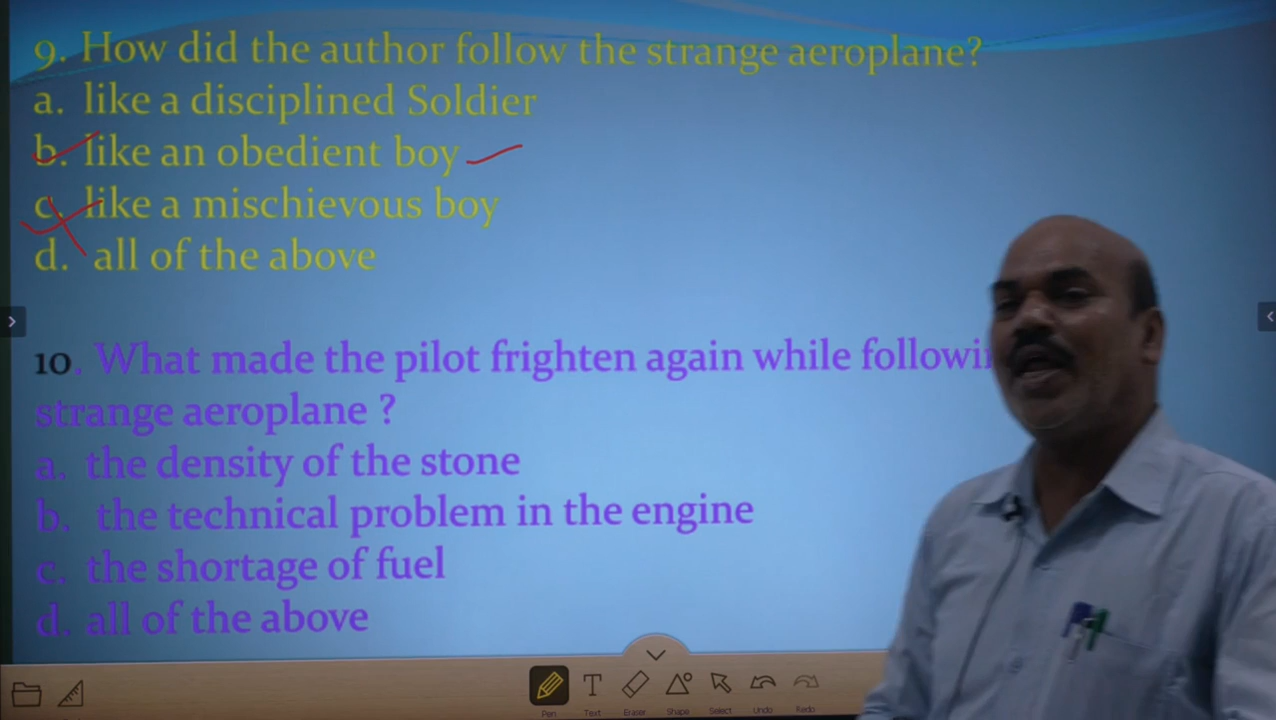 9. How did the author follow the strange aeroplane?
a. like a disciplined Soldier
b. like an obedient boy
c. like a mischievous boy
d. all of the above
10. What made the pilot frighten again while followi
strange aeroplane ?
a. the density of the stone
b. the technical problem in the engine
c. the shortage of fuel
d. all of the above
Pen Text Eraser Shape Select Undo Redo